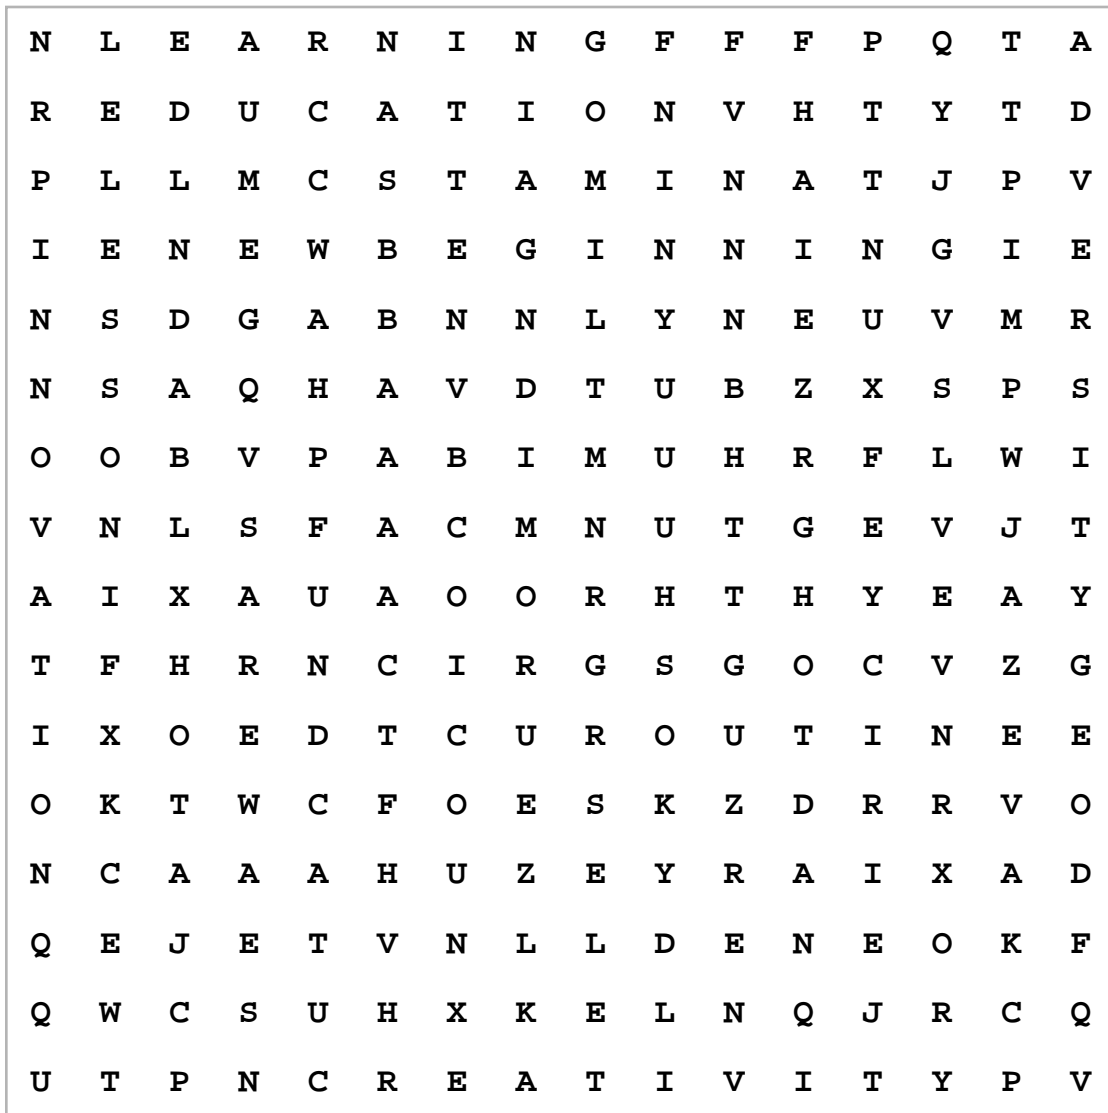 N L E A R N I N G F F F P Q T A
R E D U C A T I O N V H T Y T D
P L L M C S T A M I N A T J P V
I E N E W B E G I N N I N G I E
N S D G A B N N L Y N E U V M R
N S A Q H A V D T U B Z X S P S
O O B V P A B I M U H R F L W I
V N L S F A C M N U T G E V J T
A I X A U A O O R H T H Y E A Y
T F H R N C I R G S G O C V Z G
I X O E D T C U R O U T I N E E
O K T W C F O E S K Z D R R V O
N C A A A H U Z E Y R A I X A D
Q E J E T V N L L D E N E O K F
Q W C S U H X K E L N Q J R C Q
U T P N C R E A T I V I T Y P V